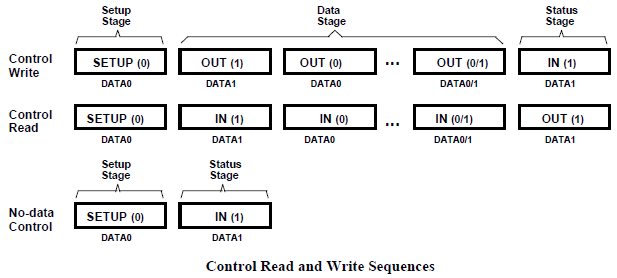 Setup Stage
Data Stage
Status Stage
Control Write
SETUP (0)
OUT (1)
OUT (0)
...
OUT (0/1)
IN (1)
DATA0
DATA1
DATA0
DATA0/1
DATA1
Control Read
SETUP (0)
IN (1)
IN (0)
...
IN (0/1)
OUT (1)
DATA0
DATA1
DATA0
DATA0/1
DATA1
Setup Stage
Status Stage
No-data Control
SETUP (0)
IN (1)
DATA0
DATA1
Control Read and Write Sequences